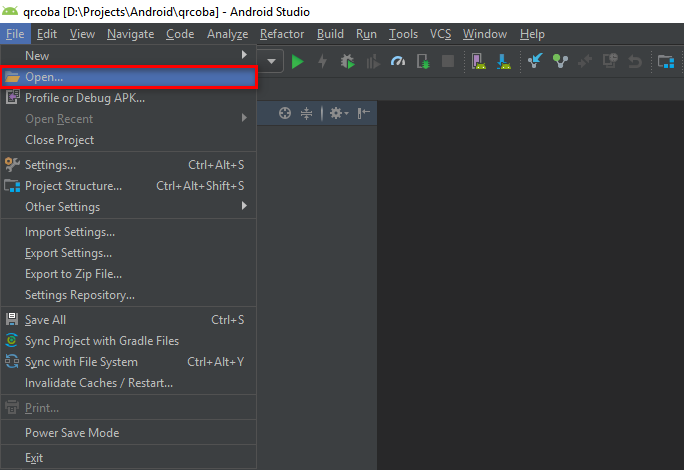 qrcoba [D:\Projects\Android\qrcoba] - Android Studio
File Edit View Navigate Code Analyze Refactor Build Run Tools VCS Window Help
New
Open...
Profile or Debug APK...
Open Recent
Close Project
Settings... Ctrl+Alt+S
Project Structure... Ctrl+Alt+Shift+S
Other Settings
Import Settings...
Export Settings...
Export to Zip File...
Settings Repository...
Save All Ctrl+S
Sync Project with Gradle Files
Sync with File System Ctrl+Alt+Y
Invalidate Caches / Restart...
Print...
Power Save Mode
Exit